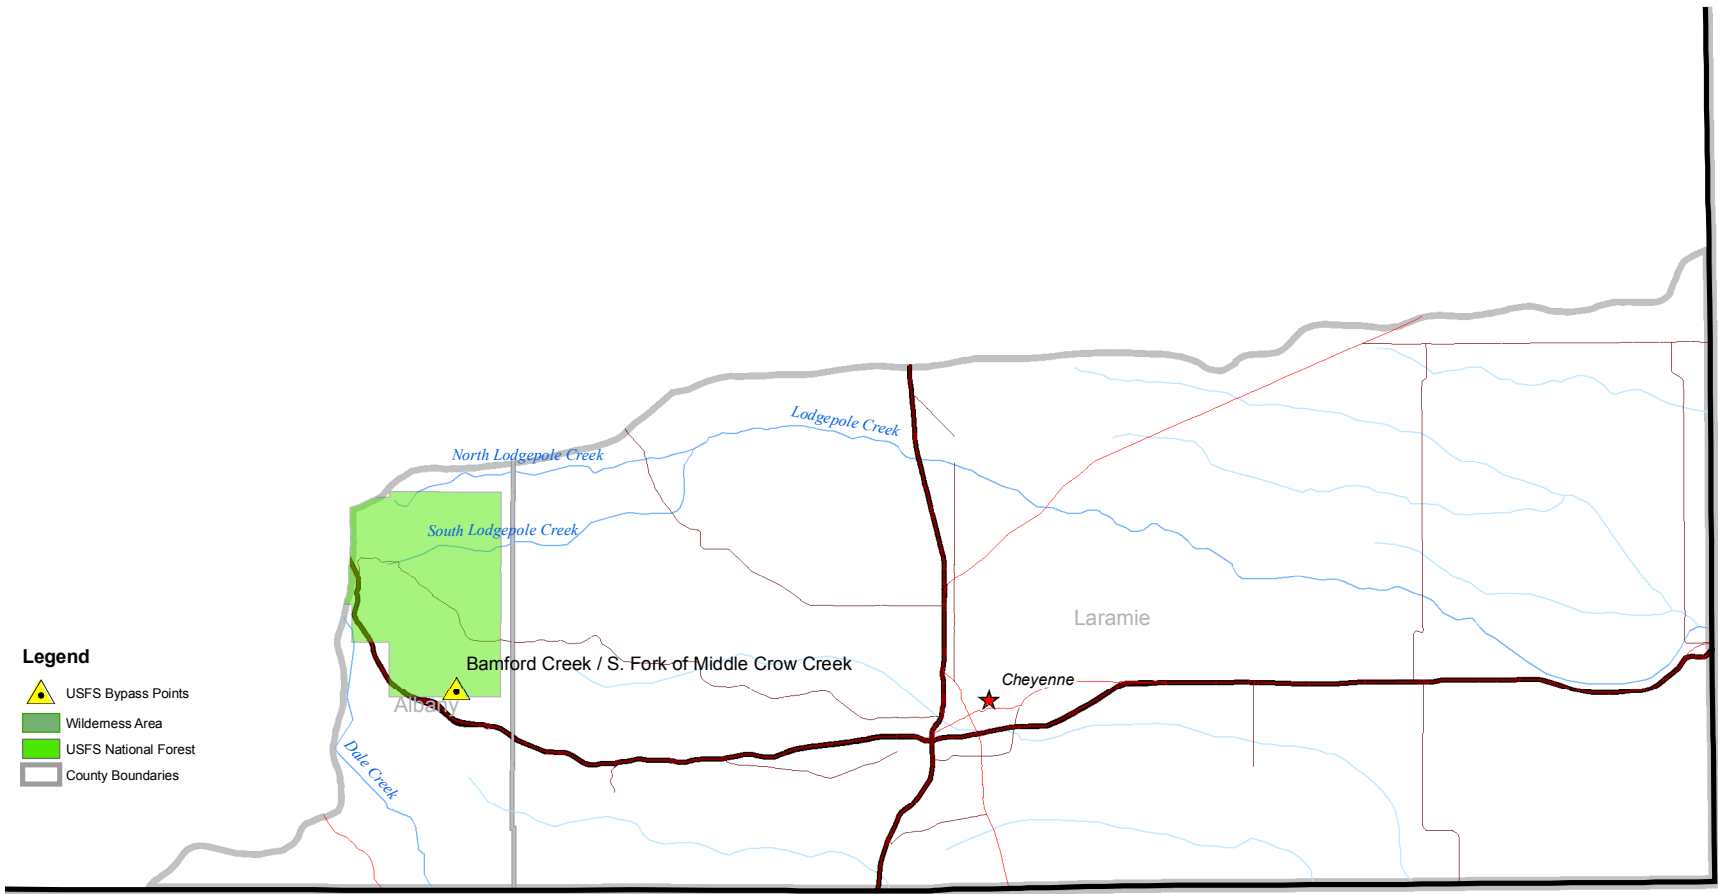 Lodgepole Creek
North Lodgepole Creek
South Lodgepole Creek
Laramie
Bamford Creek / S. Fork of Middle Crow Creek
Cheyenne
Albany
Dale Creek
Legend
USFS Bypass Points
Wilderness Area
USFS National Forest
County Boundaries